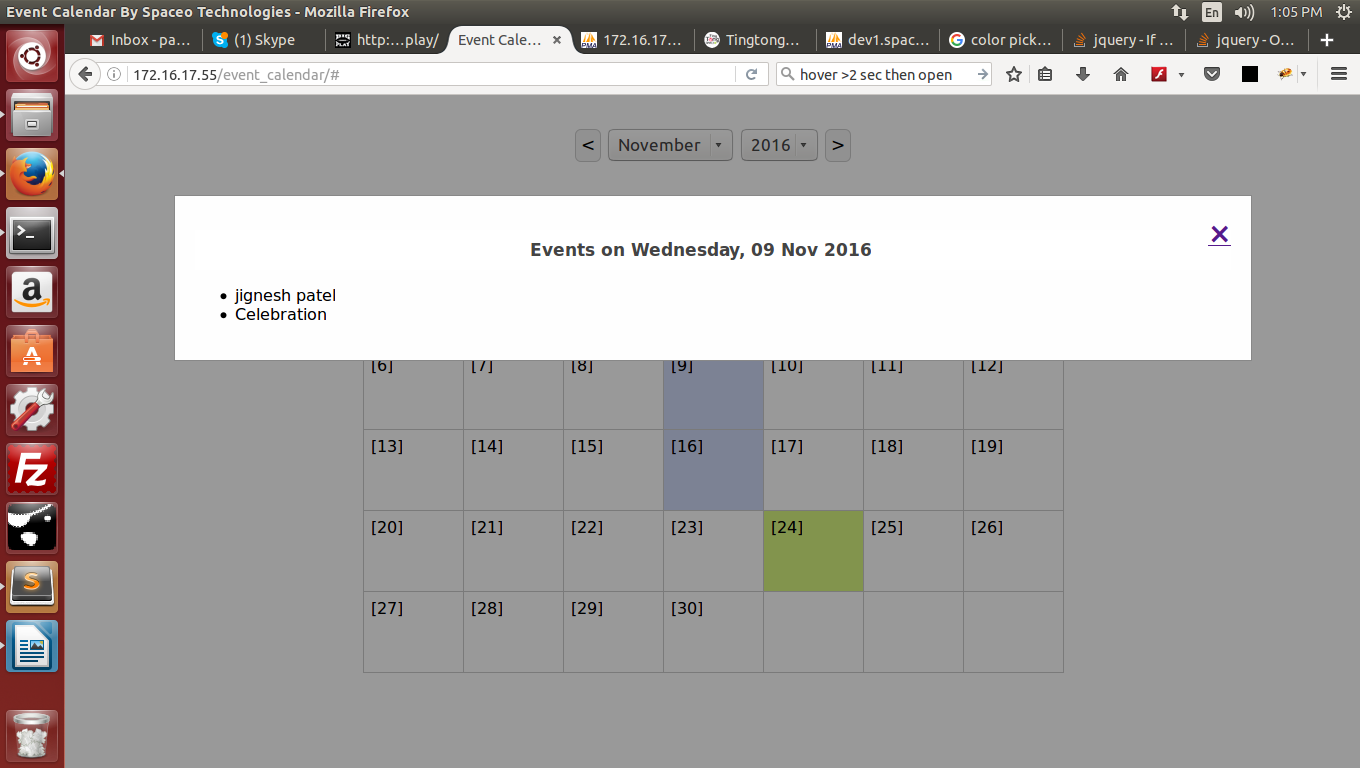 Event Calendar By Spaceo Technologies - Mozilla Firefox
En
1:05 PM
Inbox - pa...
(1) Skype
http:...play/
Event Cale...
172.16.17....
Tingtong...
dev1.spac...
color pick...
jquery - If ...
jquery - O...
172.16.17.55/event_calendar/#
hover >2 sec then open
< November 2016 >
×
Events on Wednesday, 09 Nov 2016
• jignesh patel
• Celebration
[6] [7] [8] [9] [10] [11] [12]
[13] [14] [15] [16] [17] [18] [19]
[20] [21] [22] [23] [24] [25] [26]
[27] [28] [29] [30]